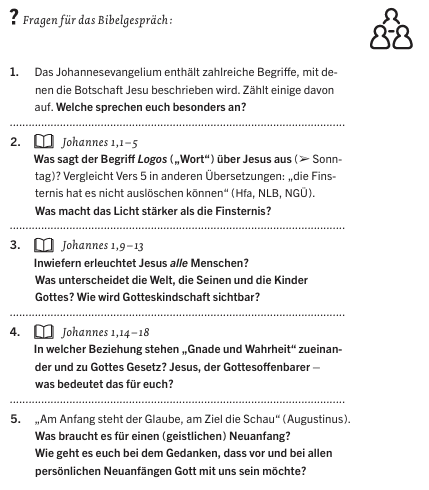 ? Fragen für das Bibelgespräch:
1. Das Johannesevangelium enthält zahlreiche Begriffe, mit de-
nen die Botschaft Jesu beschrieben wird. Zählt einige davon
auf. Welche sprechen euch besonders an?
2. Johannes 1,1–5
Was sagt der Begriff Logos („Wort“) über Jesus aus (➢ Sonn-
tag)? Vergleicht Vers 5 in anderen Übersetzungen: „die Fins-
ternis hat es nicht auslöschen können“ (Hfa, NLB, NGÜ).
Was macht das Licht stärker als die Finsternis?
3. Johannes 1,9–13
Inwiefern erleuchtet Jesus alle Menschen?
Was unterscheidet die Welt, die Seinen und die Kinder
Gottes? Wie wird Gotteskindschaft sichtbar?
4. Johannes 1,14–18
In welcher Beziehung stehen „Gnade und Wahrheit“ zueinan-
der und zu Gottes Gesetz? Jesus, der Gottesoffenbarer –
was bedeutet das für euch?
5. „Am Anfang steht der Glaube, am Ziel die Schau“ (Augustinus).
Was braucht es für einen (geistlichen) Neuanfang?
Wie geht es euch bei dem Gedanken, dass vor und bei allen
persönlichen Neuanfängen Gott mit uns sein möchte?